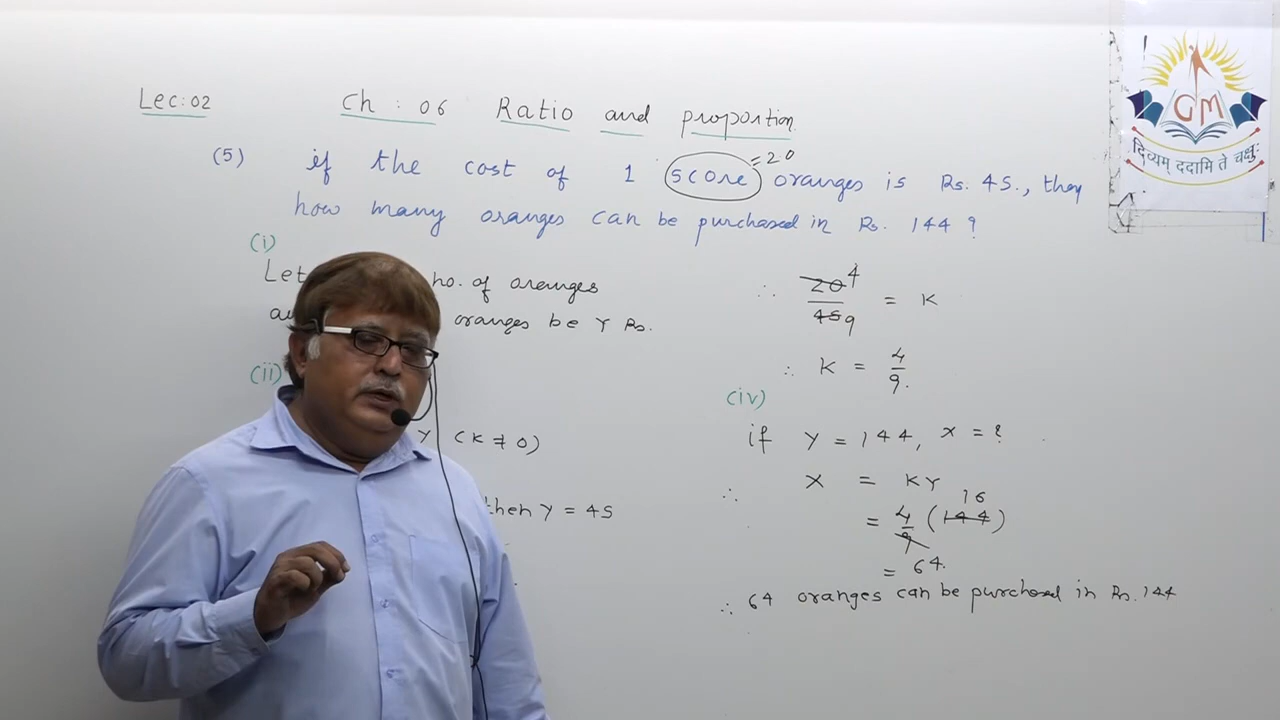 Lec:02
Ch : 06 Ratio and proportion
(5) if the cost of 1 score =20 oranges is Rs. 45., then
how many oranges can be purchased in Rs. 144 ?
(i)
Let no. of oranges
oranges be Y Rs.
(ii)
Y (K ≠ 0)
then Y = 45
∴ 20 4 / 45 9 = K
∴ K = 4/9.
(iv)
if Y = 144, X = ?
∴ X = KY
= 4/9 (144) 16
= 64.
∴ 64 oranges can be purchased in Rs. 144
GM
दिव्यम् ददामि ते चक्षुः